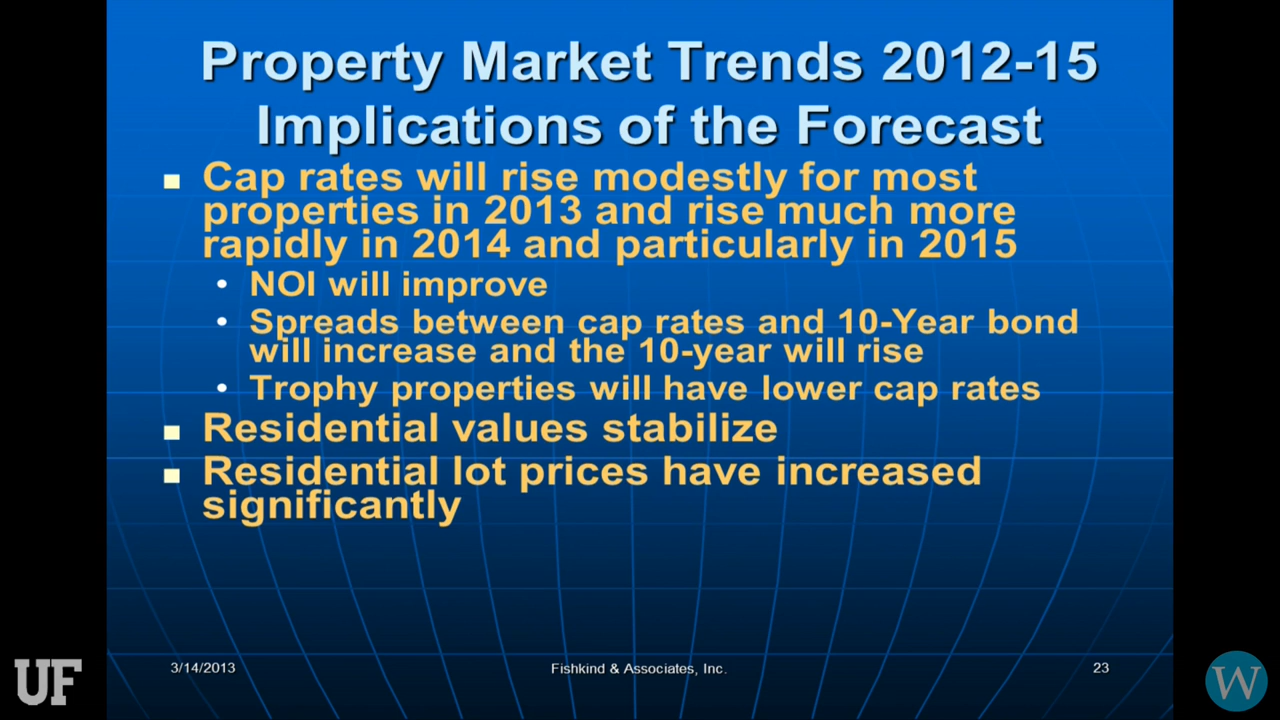 Property Market Trends 2012-15
Implications of the Forecast
Cap rates will rise modestly for most
properties in 2013 and rise much more
rapidly in 2014 and particularly in 2015
NOI will improve
Spreads between cap rates and 10-Year bond
will increase and the 10-year will rise
Trophy properties will have lower cap rates
Residential values stabilize
Residential lot prices have increased
significantly
3/14/2013
Fishkind & Associates, Inc.
23
UF
W